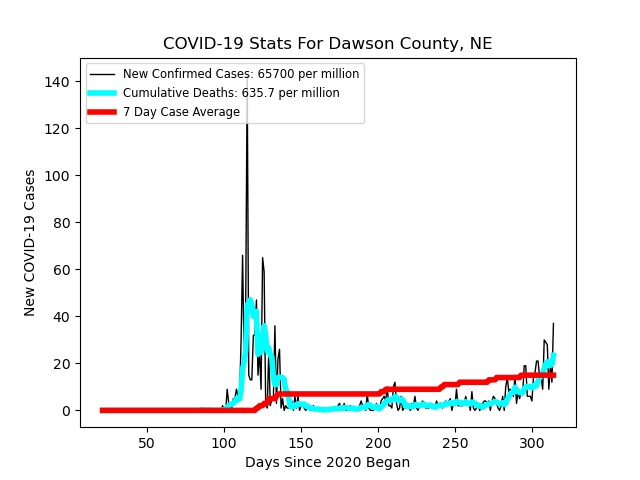 COVID-19 Stats For Dawson County, NE
New Confirmed Cases: 65700 per million
Cumulative Deaths: 635.7 per million
7 Day Case Average
New COVID-19 Cases
140
120
100
80
60
40
20
0
50
100
150
200
250
300
Days Since 2020 Began